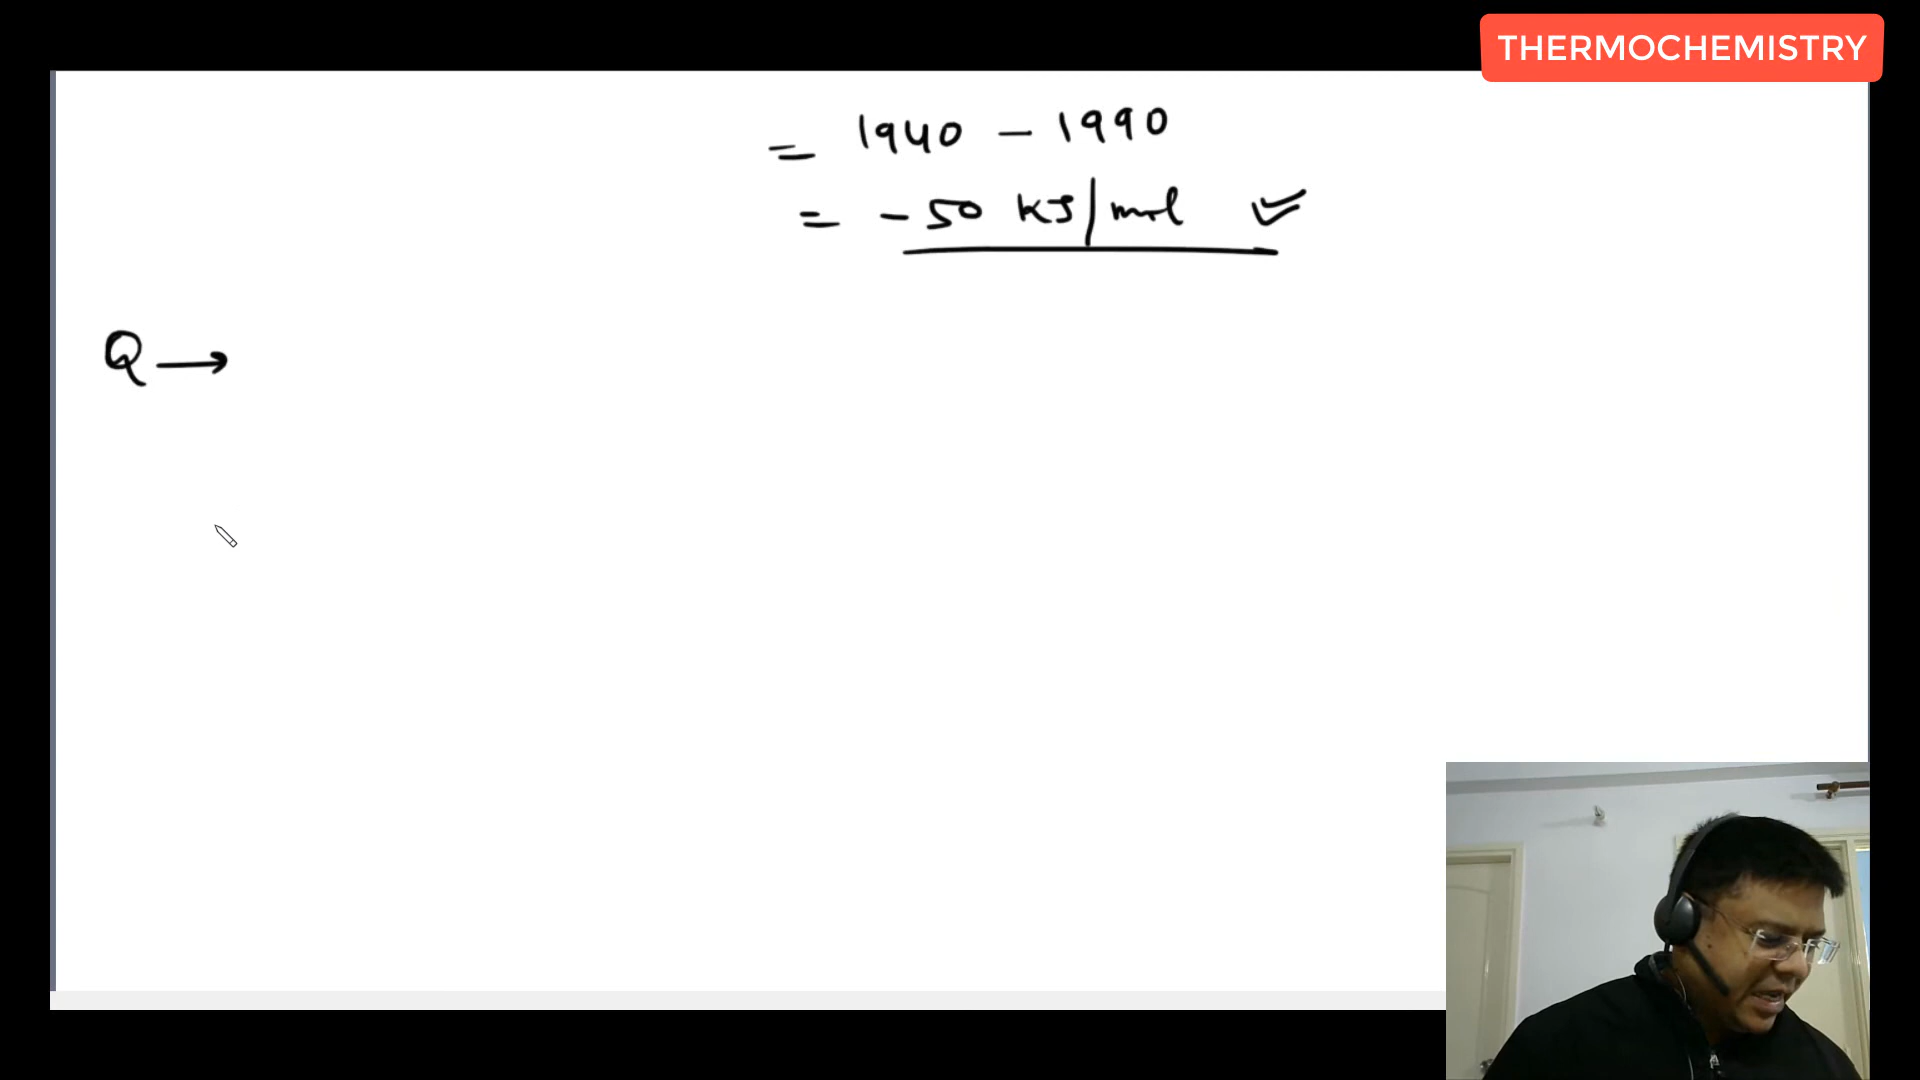 THERMOCHEMISTRY
= 1940 - 1990
= -50 kJ/mol
Q →